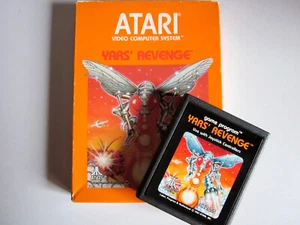 ATARI
VIDEO COMPUTER SYSTEM
YARS' REVENGE
game program
YARS' REVENGE
Use with Joystick Controllers